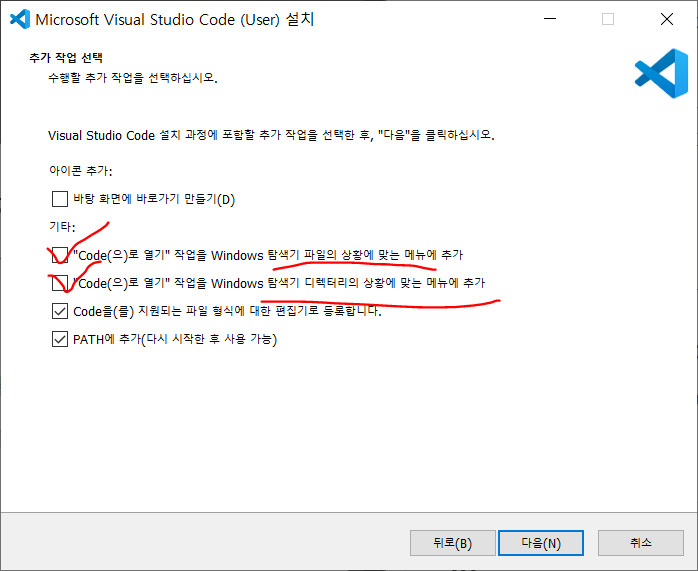 Microsoft Visual Studio Code (User) 설치
추가 작업 선택
수행할 추가 작업을 선택하십시오.
Visual Studio Code 설치 과정에 포함할 추가 작업을 선택한 후, "다음"을 클릭하십시오.
아이콘 추가:
바탕 화면에 바로가기 만들기(D)
기타:
"Code(으)로 열기" 작업을 Windows 탐색기 파일의 상황에 맞는 메뉴에 추가
"Code(으)로 열기" 작업을 Windows 탐색기 디렉터리의 상황에 맞는 메뉴에 추가
Code을(를) 지원되는 파일 형식에 대한 편집기로 등록합니다.
PATH에 추가(다시 시작한 후 사용 가능)
뒤로(B) 다음(N) 취소